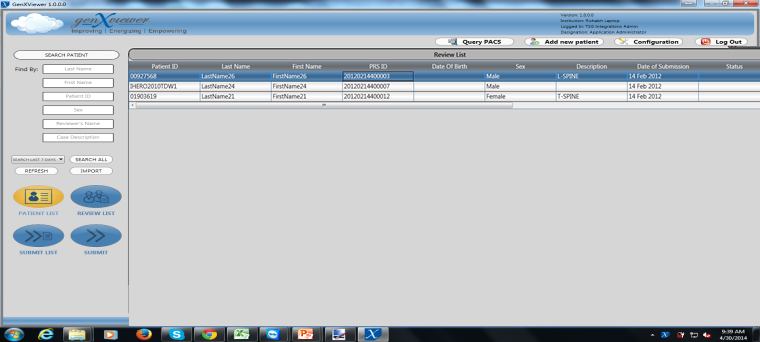 GenXViewer 1.0.0.0
genXviewer
Improving | Energizing | Empowering
Version: 1.0.0.0
Institution: Rishabh Laptop
Logged In: TSG Integrations Admin
Designation: Application Administrator
Query PACS Add new patient Configuration Log Out
SEARCH PATIENT
Find By: Last Name
First Name
Patient ID
Sex
Reviewer's Name
Case Description
SEARCH LAST 7 DAYS SEARCH ALL
REFRESH IMPORT
PATIENT LIST REVIEW LIST
SUBMIT LIST SUBMIT
Review List
Patient ID Last Name First Name PRS ID Date Of Birth Sex Description Date of Submission Status
00927568 LastName26 FirstName26 20120214400003 Male L-SPINE 14 Feb 2012
IHERO2010TDW1 LastName24 FirstName24 20120214400007 Male 14 Feb 2012
01903619 LastName21 FirstName21 20120214400012 Female T-SPINE 14 Feb 2012
9:39 AM
4/30/2014